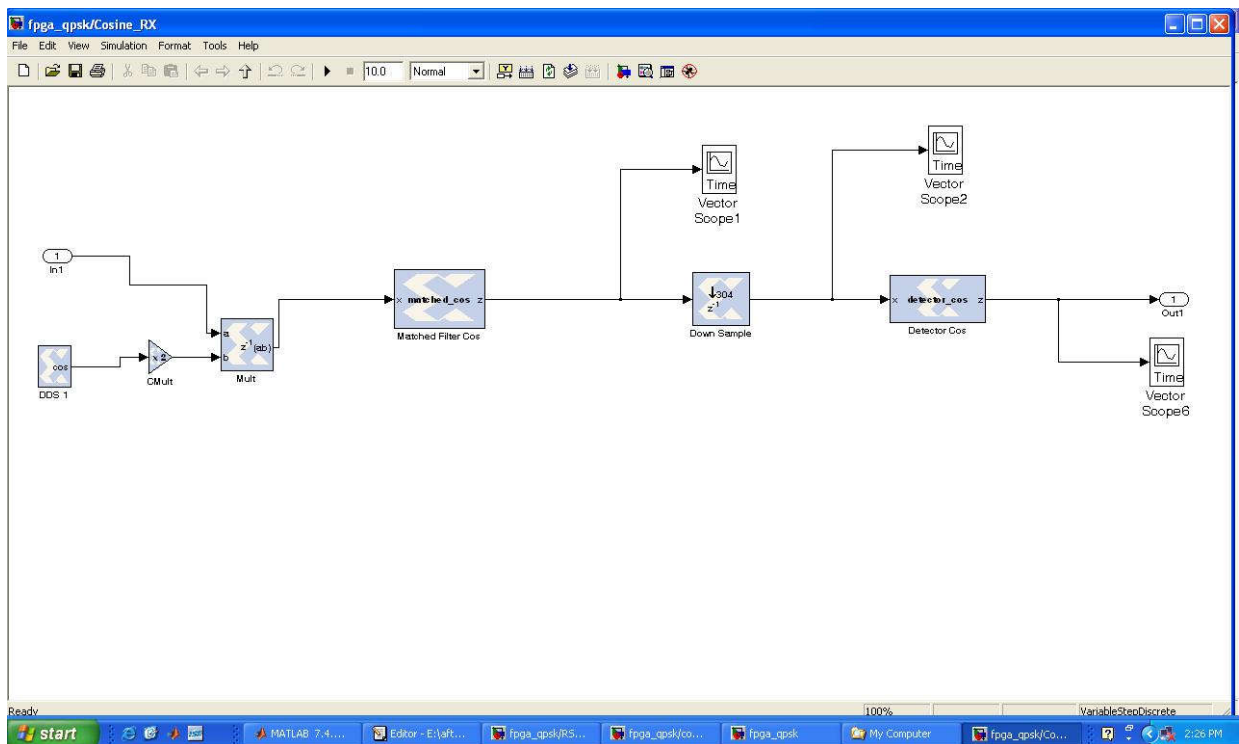 fpga_qpsk/Cosine_RX
File Edit View Simulation Format Tools Help
10.0 Normal
Time
Vector
Scope1
Time
Vector
Scope2
1
In1
cos
DDS 1
x 2
CMult
a
b
z-1(ab)
Mult
x matched_cos z
Matched Filter Cos
↓304
z-1
Down Sample
x detector_cos z
Detector Cos
1
Out1
Time
Vector
Scope6
Ready 100% VariableStepDiscrete
start MATLAB 7.4.... Editor - E:\aft... fpga_qpsk/RS... fpga_qpsk/co... fpga_qpsk My Computer fpga_qpsk/Co... 2:26 PM